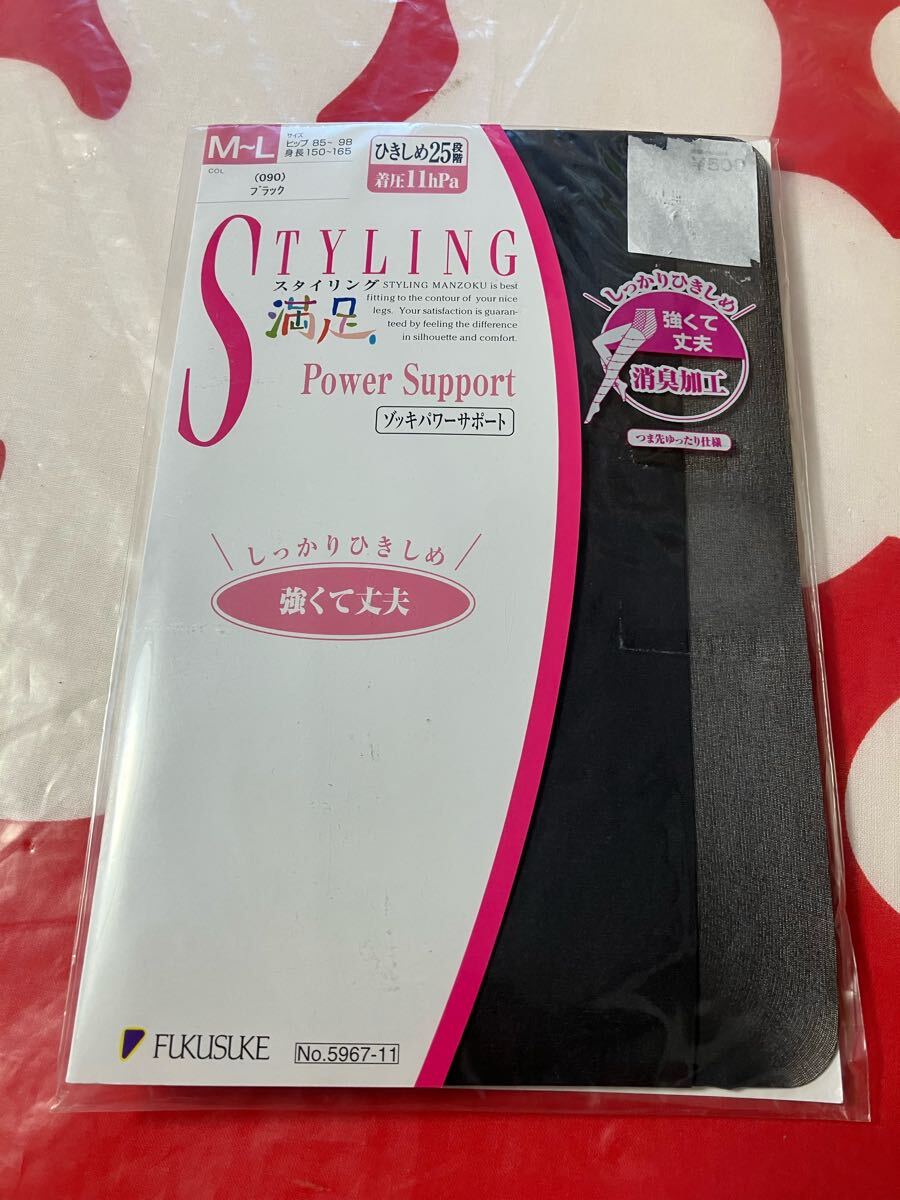 M~L
サイズ
ヒップ 85~ 98
身長150~165
COL
(090)
ブラック
ひきしめ25段階
着圧11hPa
STYLING
スタイリング
満足。
STYLING MANZOKU is best
fitting to the contour of your nice
legs. Your satisfaction is guaran-
teed by feeling the difference
in silhouette and comfort.
Power Support
ゾッキパワーサポート
しっかりひきしめ
強くて丈夫
しっかりひきしめ
強くて
丈夫
消臭加工
つま先ゆったり仕様
FUKUSUKE
No.5967-11